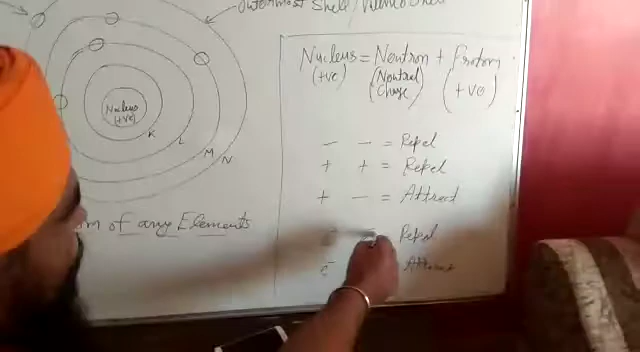 Outermost Shell/
Nucleus = Neutron + Proton
(+ve) (Neutral Charge) (+ve)
Nucleus
(+ve)
K L M N
- - = Repel
+ + = Repel
+ - = Attract
of any Elements
Repel
e⁻ Attract